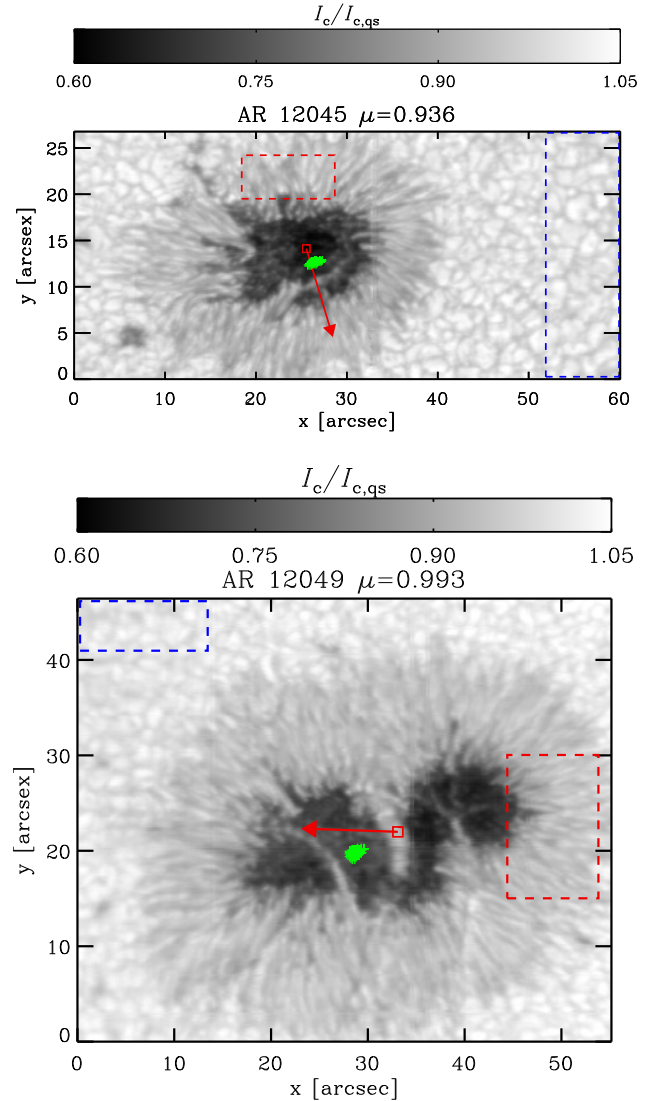 I_c/I_c,qs
0.60 0.75 0.90 1.05
AR 12045 μ=0.936
25
20
15
10
5
0
y [arcsex]
0 10 20 30 40 50 60
x [arcsec]
I_c/I_c,qs
0.60 0.75 0.90 1.05
AR 12049 μ=0.993
40
30
20
10
0
y [arcsex]
0 10 20 30 40 50
x [arcsec]